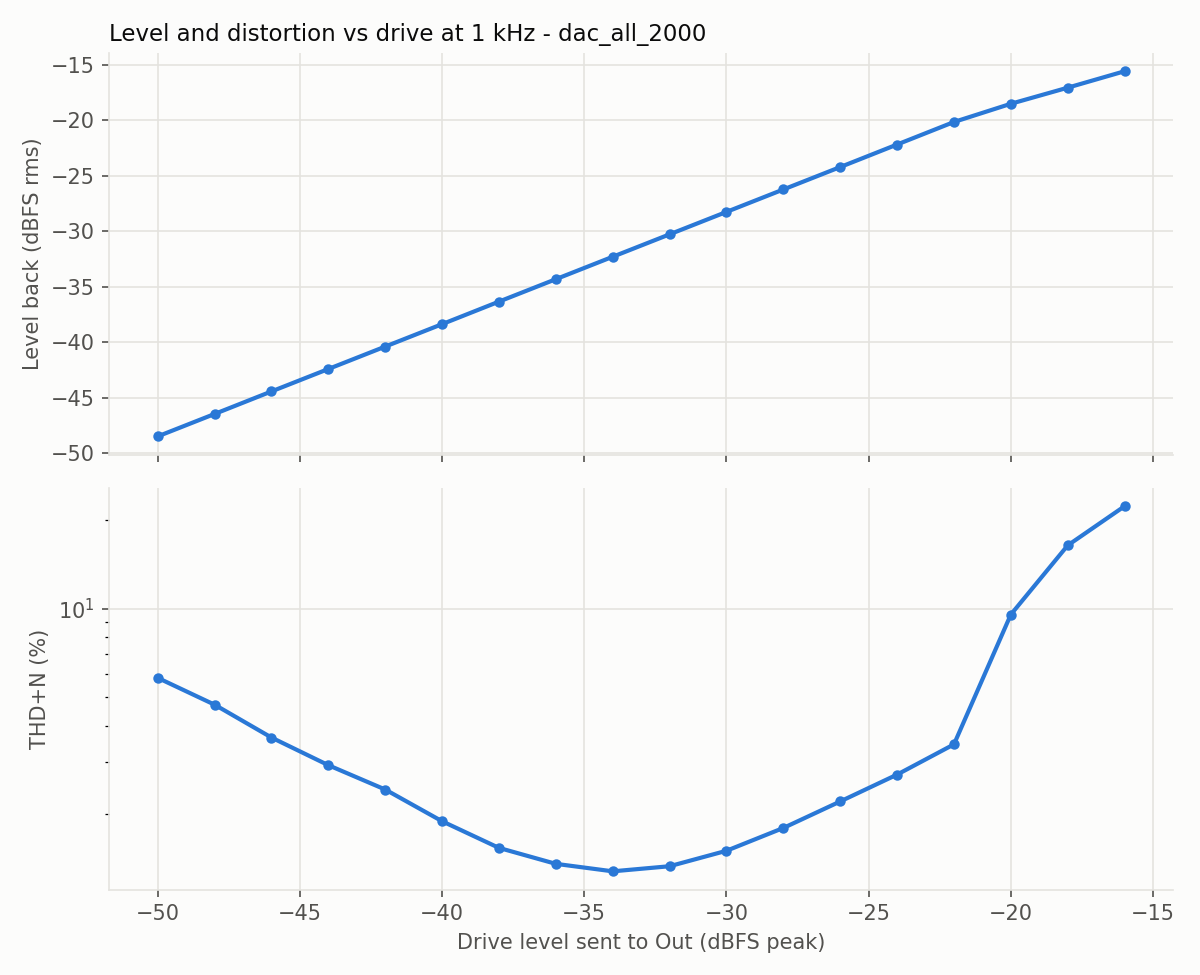 Level and distortion vs drive at 1 kHz - dac_all_2000
Level back (dBFS rms)
−15
−20
−25
−30
−35
−40
−45
−50
THD+N (%)
10¹
−50 −45 −40 −35 −30 −25 −20 −15
Drive level sent to Out (dBFS peak)